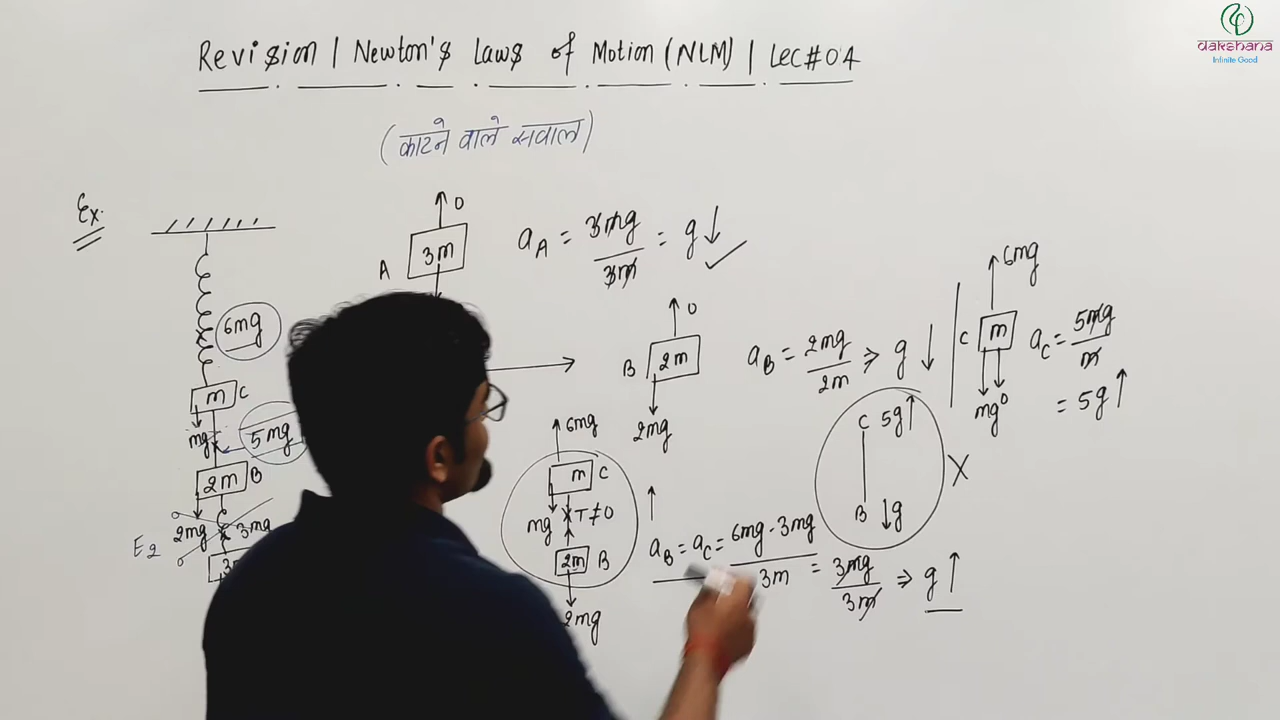 dakshana
Infinite Good
Revision | Newton's Laws of Motion (NLM) | Lec#04
(काटने वाले सवाल)
Ex.
6mg
m C
mg
5mg
2m B
2mg
3mg
E2
0
A 3m
aA = 3mg/3m = g↓ ✓
0
B 2m
2mg
aB = 2mg/2m ⇒ g ↓
6mg
C m
mg 0
aC = 5mg/m
= 5g↑
6mg
m C
mg
T≠0
2m B
2mg
C 5g↑
B ↓g
X
aB = aC = 6mg - 3mg/3m = 3mg/3m ⇒ g↑